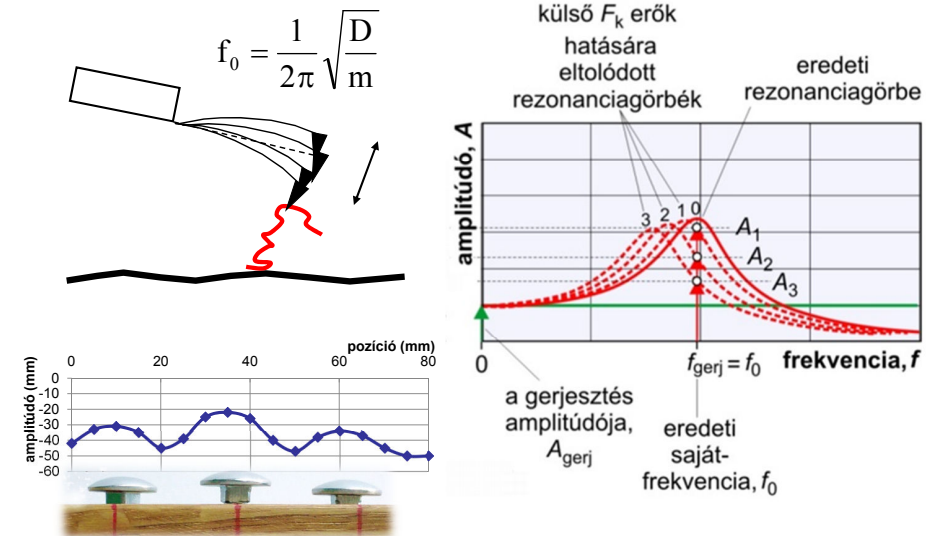 f₀ = 1/2π √D/m
külső Fₖ erők
hatására
eltolódott
rezonanciagörbék
eredeti
rezonanciagörbe
amplitúdó, A
3 2 1 0
A₁
A₂
A₃
0
f_gerj = f₀
frekvencia, f
a gerjesztés
amplitúdója,
A_gerj
eredeti
saját-
frekvencia, f₀
pozíció (mm)
0 20 40 60 80
amplitúdó (mm)
0
-10
-20
-30
-40
-50
-60